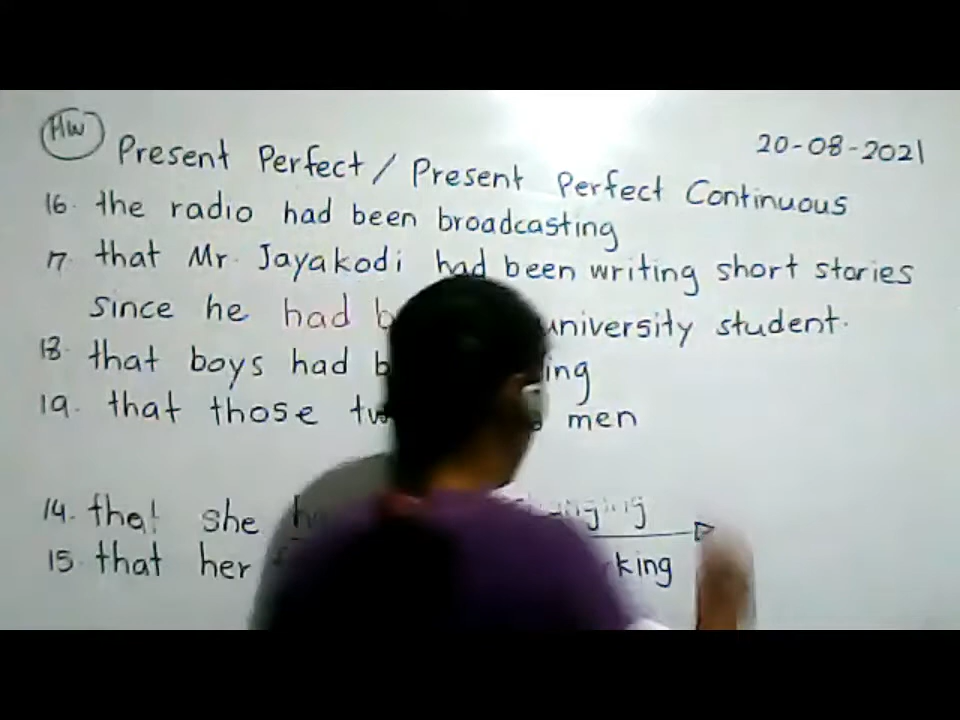 HW
20-08-2021
Present Perfect / Present Perfect Continuous
16. the radio had been broadcasting
17. that Mr. Jayakodi had been writing short stories
since he had university student.
18. that boys had
19. that those men
14. that she
15. that her